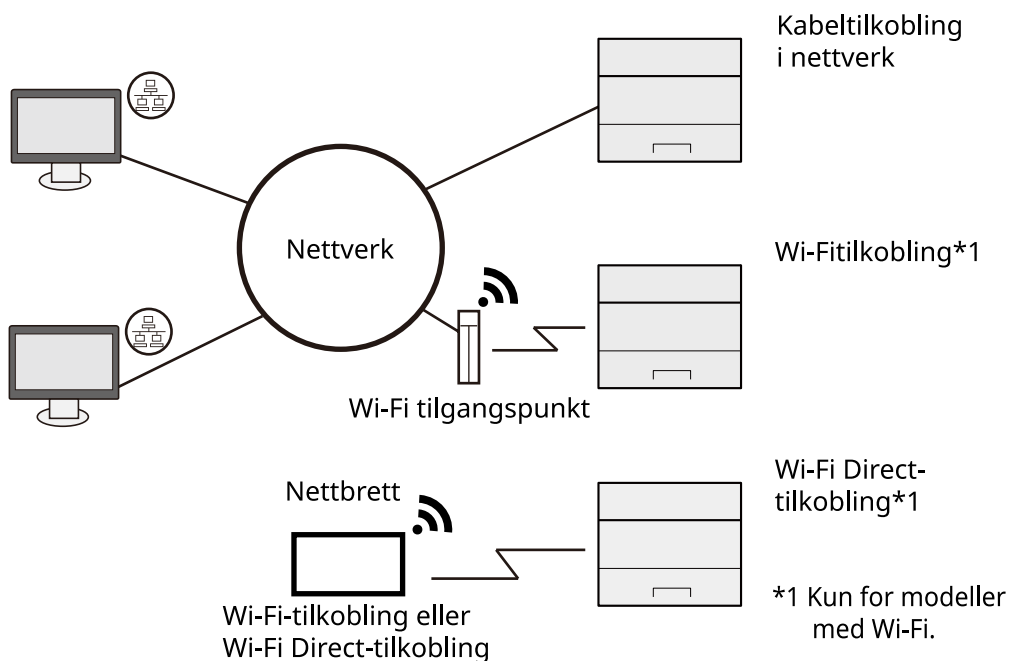 Kabeltilkobling
i nettverk
Nettverk
Wi-Fitilkobling*1
Wi-Fi tilgangspunkt
Wi-Fi Direct-
tilkobling*1
Nettbrett
Wi-Fi-tilkobling eller
Wi-Fi Direct-tilkobling
*1 Kun for modeller
med Wi-Fi.